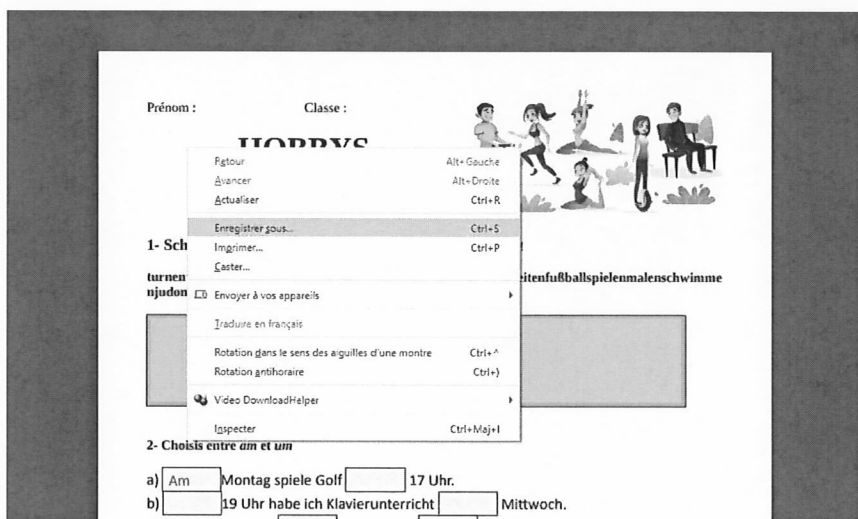 Prénom : Classe :
HOBBYS
Retour Alt+Gauche
Avancer Alt+Droite
Actualiser Ctrl+R
Enregistrer sous... Ctrl+S
Imprimer... Ctrl+P
Caster...
Envoyer à vos appareils
Traduire en français
Rotation dans le sens des aiguilles d'une montre Ctrl+^
Rotation antihoraire Ctrl+)
Video DownloadHelper
Inspecter Ctrl+Maj+I
1- Sch !
turnen itenfußballspielenmalenschwimme
njudon
2- Choisis entre am et um
a) Am Montag spiele Golf 17 Uhr.
b) 19 Uhr habe ich Klavierunterricht Mittwoch.